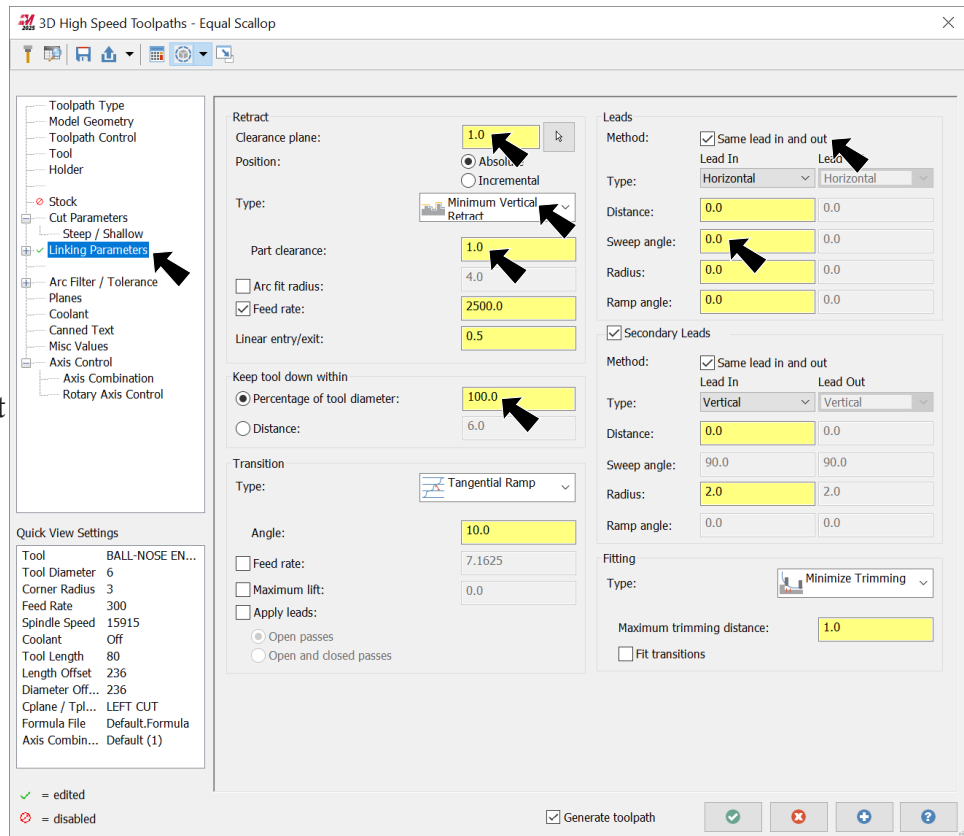 2025 3D High Speed Toolpaths - Equal Scallop
Toolpath Type
Model Geometry
Toolpath Control
Tool
Holder
Stock
Cut Parameters
Steep / Shallow
Linking Parameters
Arc Filter / Tolerance
Planes
Coolant
Canned Text
Misc Values
Axis Control
Axis Combination
Rotary Axis Control
t
Quick View Settings
Tool BALL-NOSE EN...
Tool Diameter 6
Corner Radius 3
Feed Rate 300
Spindle Speed 15915
Coolant Off
Tool Length 80
Length Offset 236
Diameter Off... 236
Cplane / Tpl... LEFT CUT
Formula File Default.Formula
Axis Combin... Default (1)
= edited
= disabled
Retract
Clearance plane: 1.0
Position: Absolute
Incremental
Type: Minimum Vertical
Retract
Part clearance: 1.0
Arc fit radius: 4.0
Feed rate: 2500.0
Linear entry/exit: 0.5
Keep tool down within
Percentage of tool diameter: 100.0
Distance: 6.0
Transition
Type: Tangential Ramp
Angle: 10.0
Feed rate: 7.1625
Maximum lift: 0.0
Apply leads:
Open passes
Open and closed passes
Leads
Method: Same lead in and out
Lead In Lead
Type: Horizontal Horizontal
Distance: 0.0 0.0
Sweep angle: 0.0 0.0
Radius: 0.0 0.0
Ramp angle: 0.0 0.0
Secondary Leads
Method: Same lead in and out
Lead In Lead Out
Type: Vertical Vertical
Distance: 0.0 0.0
Sweep angle: 90.0 90.0
Radius: 2.0 2.0
Ramp angle: 0.0 0.0
Fitting
Type: Minimize Trimming
Maximum trimming distance: 1.0
Fit transitions
Generate toolpath